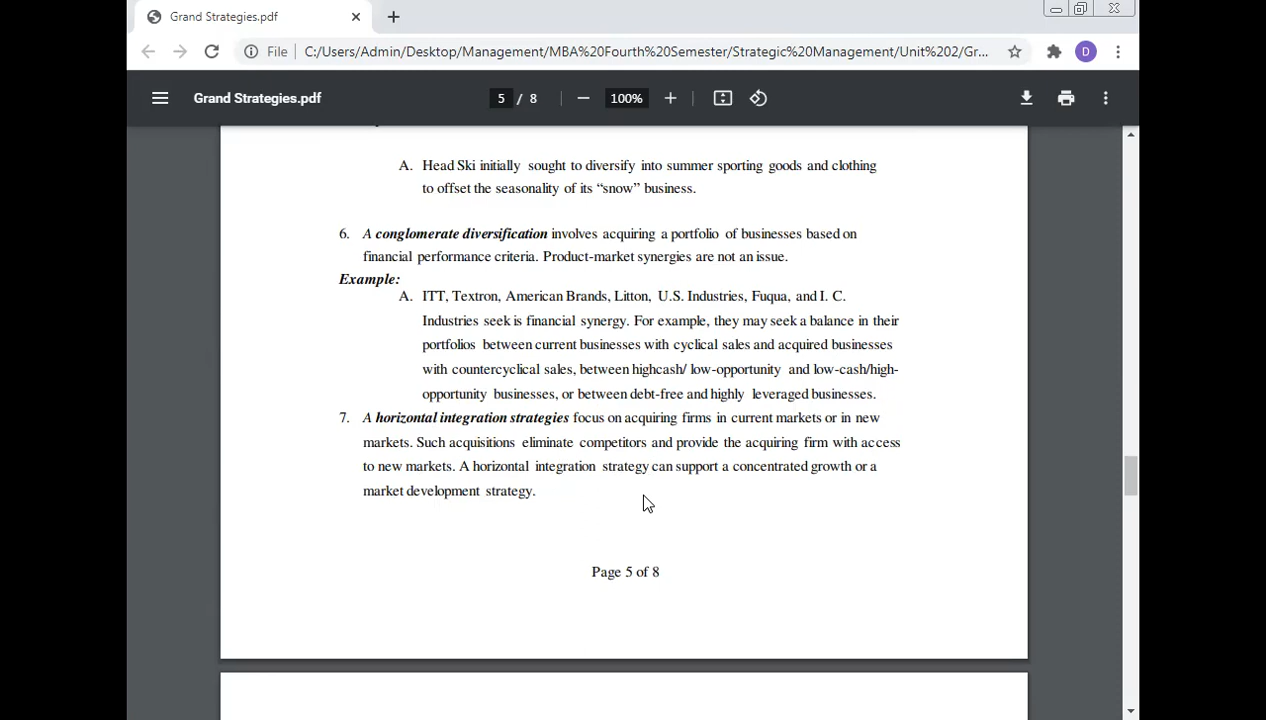 Grand Strategies.pdf
File C:/Users/Admin/Desktop/Management/MBA%20Fourth%20Semester/Strategic%20Management/Unit%202/Gr...
D
Grand Strategies.pdf 5 / 8 100%
A. Head Ski initially sought to diversify into summer sporting goods and clothing
to offset the seasonality of its “snow” business.
6. A conglomerate diversification involves acquiring a portfolio of businesses based on
financial performance criteria. Product-market synergies are not an issue.
Example:
A. ITT, Textron, American Brands, Litton, U.S. Industries, Fuqua, and I. C.
Industries seek is financial synergy. For example, they may seek a balance in their
portfolios between current businesses with cyclical sales and acquired businesses
with countercyclical sales, between highcash/ low-opportunity and low-cash/high-
opportunity businesses, or between debt-free and highly leveraged businesses.
7. A horizontal integration strategies focus on acquiring firms in current markets or in new
markets. Such acquisitions eliminate competitors and provide the acquiring firm with access
to new markets. A horizontal integration strategy can support a concentrated growth or a
market development strategy.
Page 5 of 8